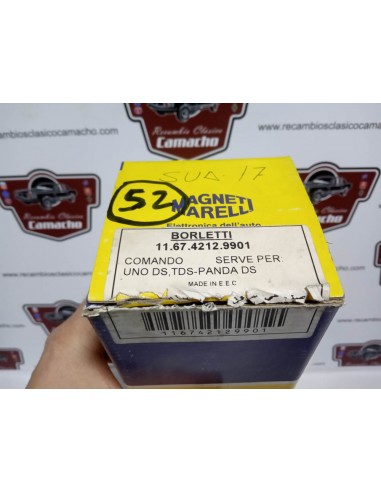 www.recambiosclasicocamacho.com
Recambio Clásico
Camacho
SUA 17
52
MAGNETI
MARELLI
Elettronica dell'auto
BORLETTI
11.67.4212.9901
COMANDO SERVE PER:
UNO DS,TDS-PANDA DS
MADE IN E E C
116742129901